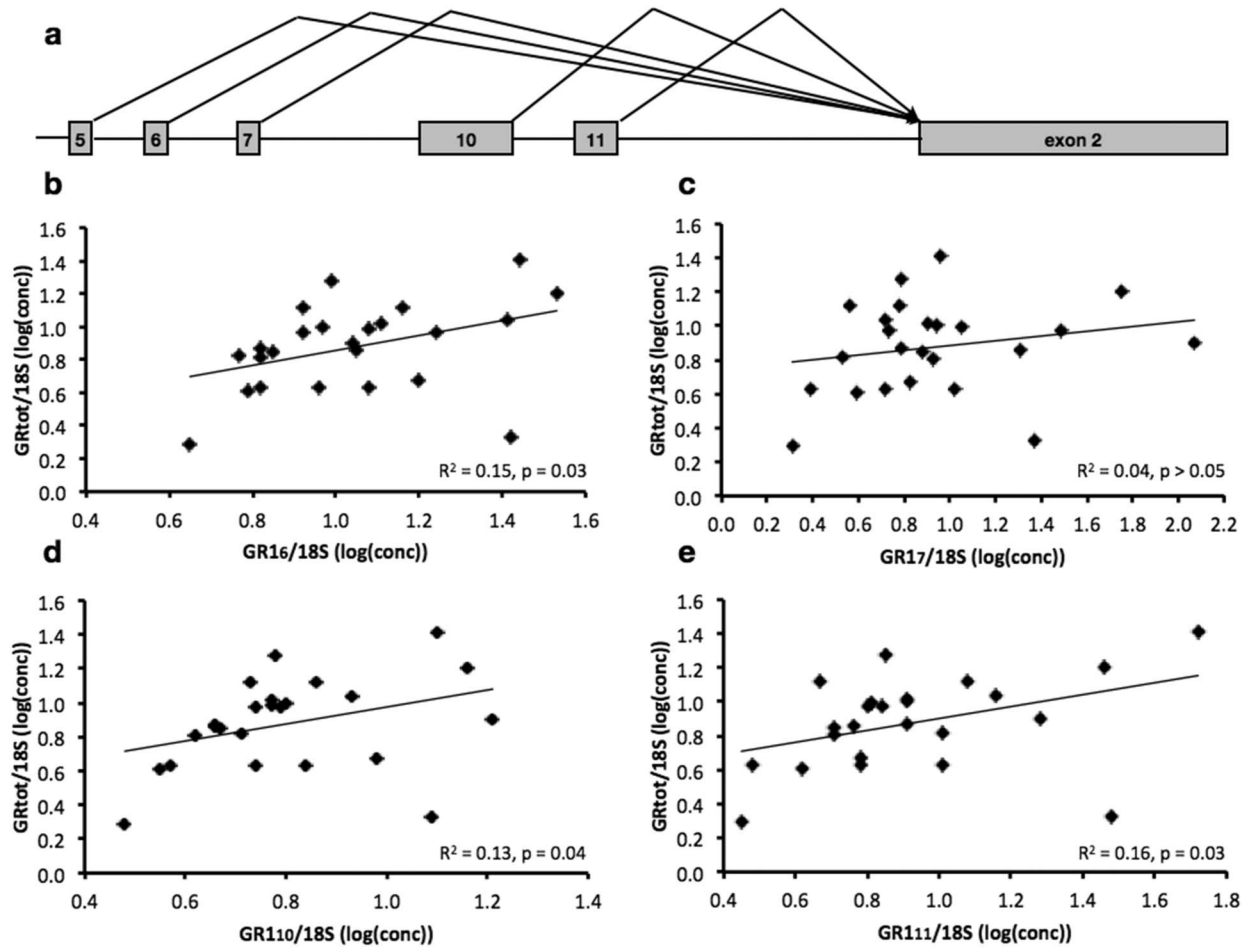 a
5 6 7 10 11 exon 2
b
GRtot/18S (log(conc))
1.6
1.4
1.2
1.0
0.8
0.6
0.4
0.2
0.0
R² = 0.15, p = 0.03
0.4 0.6 0.8 1.0 1.2 1.4 1.6
GR16/18S (log(conc))
c
GRtot/18S (log(conc))
1.6
1.4
1.2
1.0
0.8
0.6
0.4
0.2
0.0
R² = 0.04, p > 0.05
0.0 0.2 0.4 0.6 0.8 1.0 1.2 1.4 1.6 1.8 2.0 2.2
GR17/18S (log(conc))
d
GRtot/18S (log(conc))
1.6
1.4
1.2
1.0
0.8
0.6
0.4
0.2
0.0
R² = 0.13, p = 0.04
0.4 0.6 0.8 1.0 1.2 1.4
GR110/18S (log(conc))
e
GRtot/18S (log(conc))
1.6
1.4
1.2
1.0
0.8
0.6
0.4
0.2
0.0
R² = 0.16, p = 0.03
0.4 0.6 0.8 1.0 1.2 1.4 1.6 1.8
GR111/18S (log(conc))